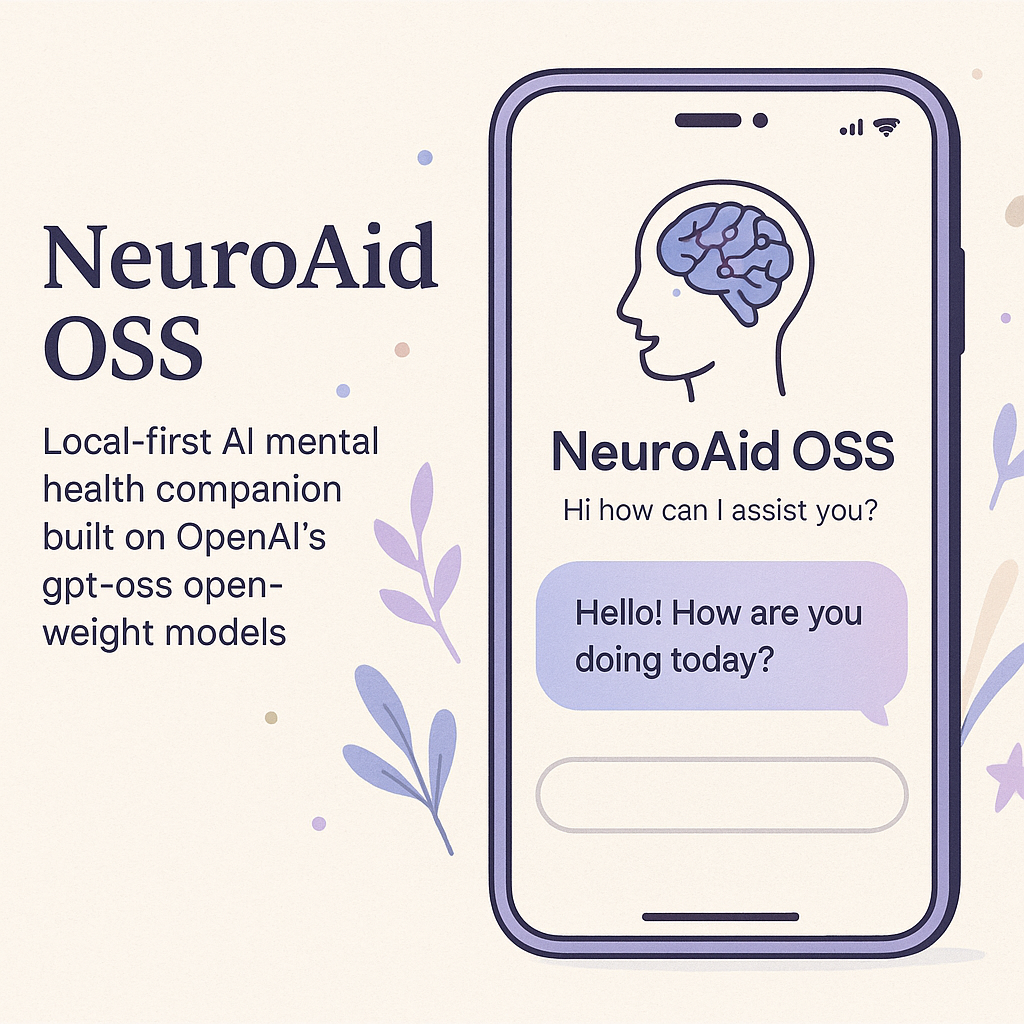 NeuroAid
OSS
Local-first AI mental
health companion
built on OpenAI's
gpt-oss open-
weight models
NeuroAid OSS
Hi how can I assist you?
Hello! How are you
doing today?